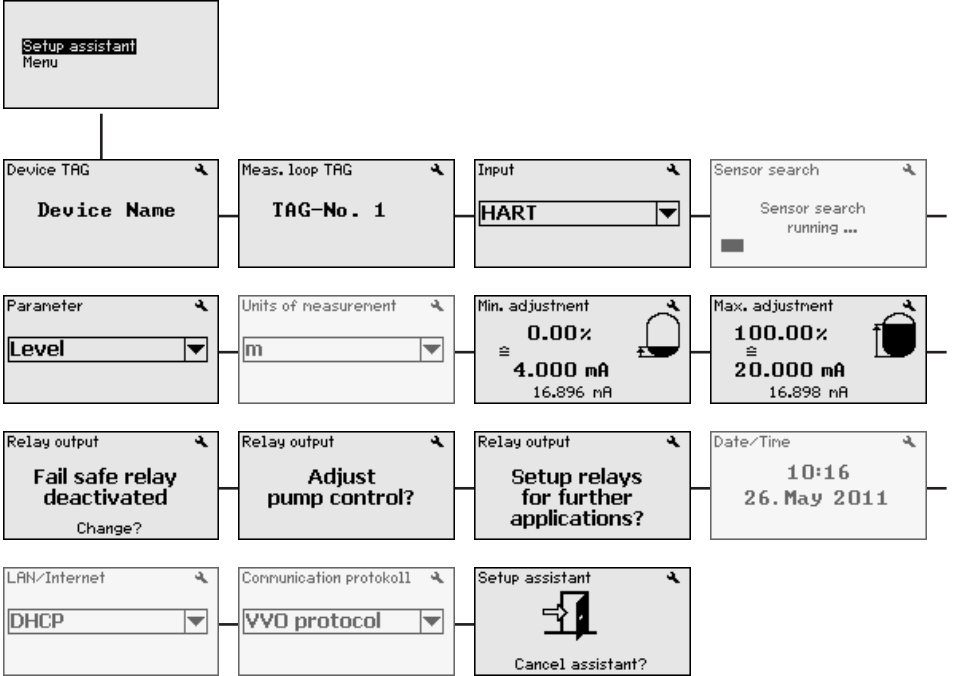 Setup assistant
Menu
Device TAG
Device Name
Meas. loop TAG
TAG-No. 1
Input
HART
Sensor search
Sensor search
running ...
Parameter
Level
Units of measurement
m
Min. adjustment
0.00%
≙
4.000 mA
16.896 mA
Max. adjustment
100.00%
≙
20.000 mA
16.898 mA
Relay output
Fail safe relay
deactivated
Change?
Relay output
Adjust
pump control?
Relay output
Setup relays
for further
applications?
Date/Time
10:16
26. May 2011
LAN/Internet
DHCP
Communication protokoll
VVO protocol
Setup assistant
Cancel assistant?